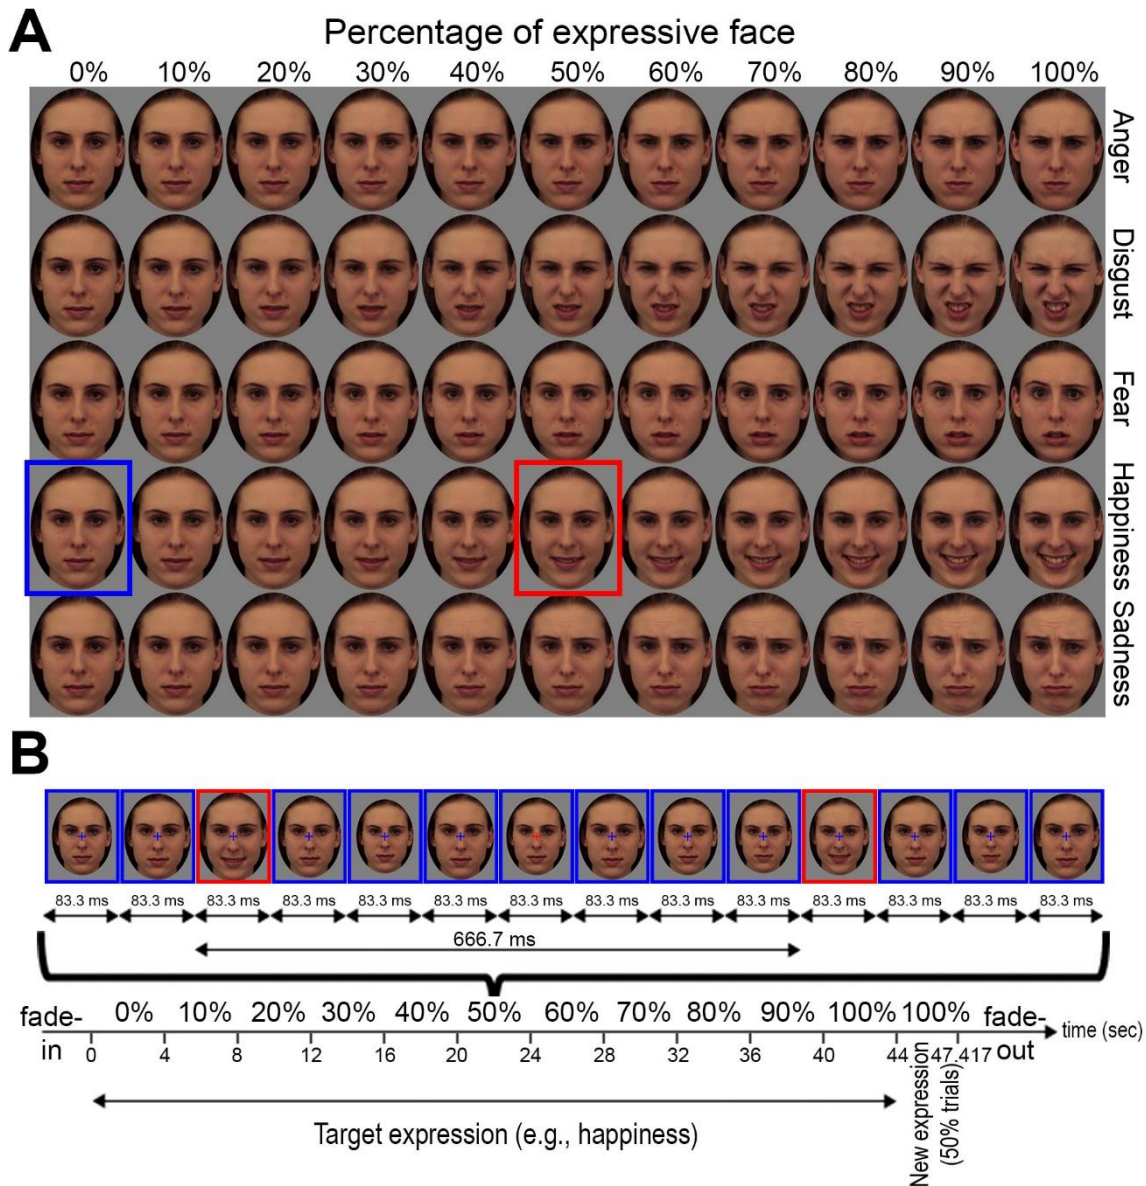 A
Percentage of expressive face
0% 10% 20% 30% 40% 50% 60% 70% 80% 90% 100%
Anger
Disgust
Fear
Happiness
Sadness
B
83.3 ms 83.3 ms 83.3 ms 83.3 ms 83.3 ms 83.3 ms 83.3 ms 83.3 ms 83.3 ms 83.3 ms 83.3 ms 83.3 ms 83.3 ms 83.3 ms
666.7 ms
fade-in
0% 10% 20% 30% 40% 50% 60% 70% 80% 90% 100% 100%
fade-out
time (sec)
0 4 8 12 16 20 24 28 32 36 40 44 47.417
Target expression (e.g., happiness)
New expression
(50% trials)